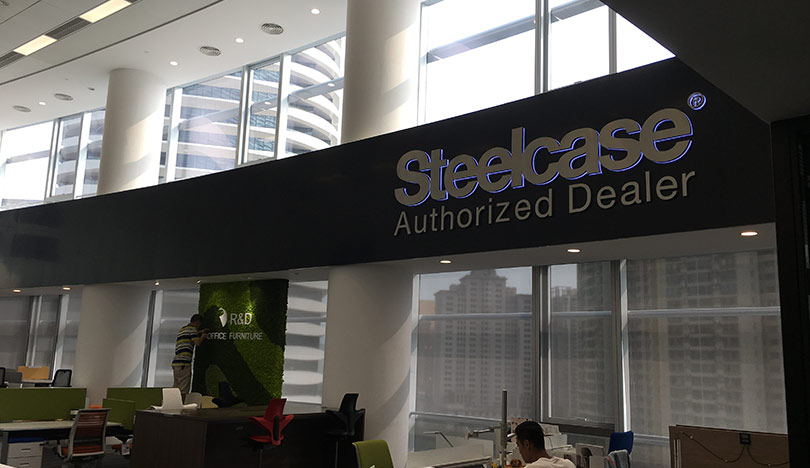 Steelcase®
Authorized Dealer
R&D
OFFICE FURNITURE